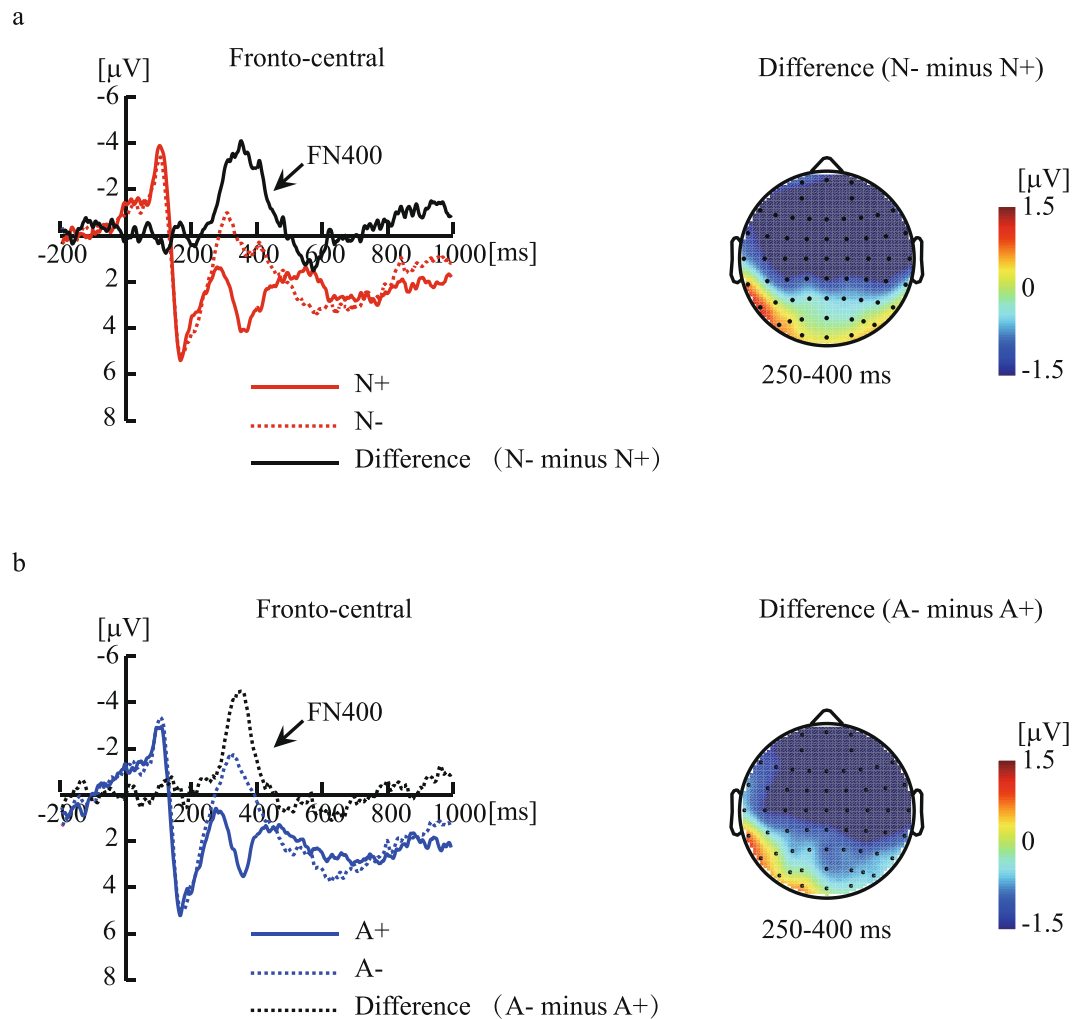 a
Fronto-central
Difference (N- minus N+)
[μV]
-6
-4
-2
2
4
6
8
-200
0
200
400
600
800
1000[ms]
FN400
N+
N-
Difference （N- minus N+）
[μV]
1.5
0
-1.5
250-400 ms
b
Fronto-central
Difference (A- minus A+)
[μV]
-6
-4
-2
2
4
6
8
-200
0
200
400
600
800
1000[ms]
FN400
A+
A-
Difference （A- minus A+）
[μV]
1.5
0
-1.5
250-400 ms